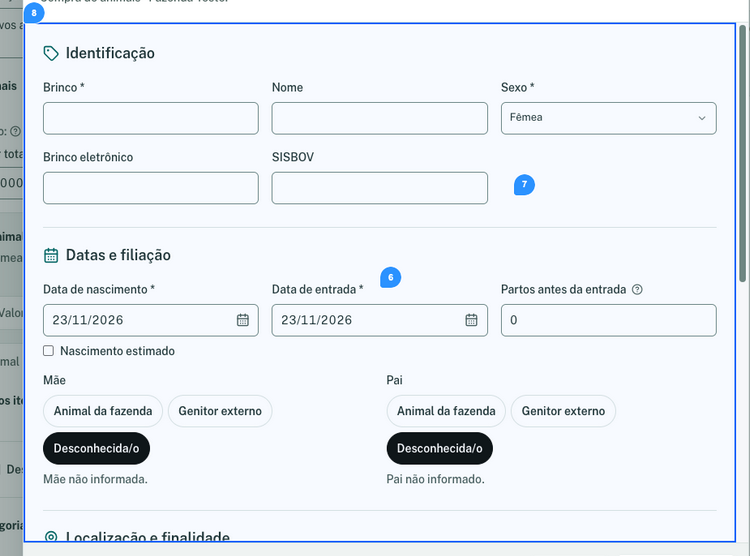 8
Identificação
Brinco * Nome Sexo *
Fêmea
Brinco eletrônico SISBOV
7
Datas e filiação
6
Data de nascimento * Data de entrada * Partos antes da entrada
23/11/2026 23/11/2026 0
Nascimento estimado
Mãe Pai
Animal da fazenda Genitor externo Animal da fazenda Genitor externo
Desconhecida/o Desconhecida/o
Mãe não informada. Pai não informado.
Localização e finalidade